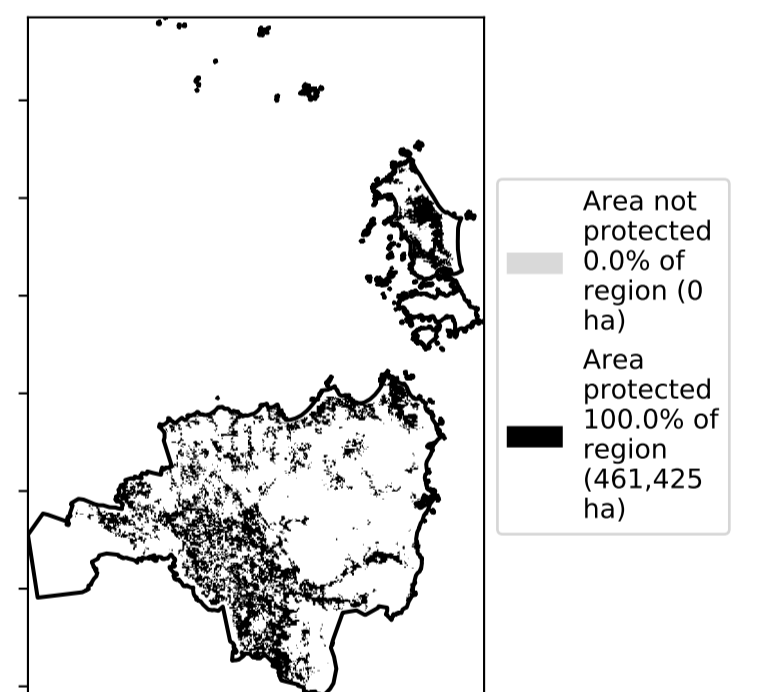 Area not
protected
0.0% of
region (0
ha)
Area
protected
100.0% of
region
(461,425
ha)